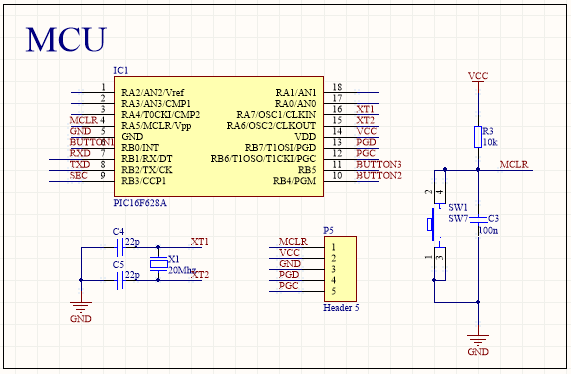 MCU
IC1
1 RA2/AN2/Vref RA1/AN1 18
2 RA3/AN3/CMP1 RA0/AN0 17
3 RA4/T0CKI/CMP2 RA7/OSC1/CLKIN 16 XT1
MCLR 4 RA5/MCLR/Vpp RA6/OSC2/CLKOUT 15 XT2
GND 5 GND VDD 14 VCC
BUTTON1 6 RB0/INT RB7/T1OSI/PGD 13 PGD
RXD 7 RB1/RX/DT RB6/T1OSO/T1CKI/PGC 12 PGC
TXD 8 RB2/TX/CK RB5 11 BUTTON3
SEC 9 RB3/CCP1 RB4/PGM 10 BUTTON2
PIC16F628A
VCC
R3
10k
MCLR
2 4
SW1
SW7
C3
100n
1 3
GND
C4
22p
XT1
X1
20Mhz
C5
22p
XT2
GND
P5
MCLR 1
VCC 2
GND 3
PGD 4
PGC 5
Header 5